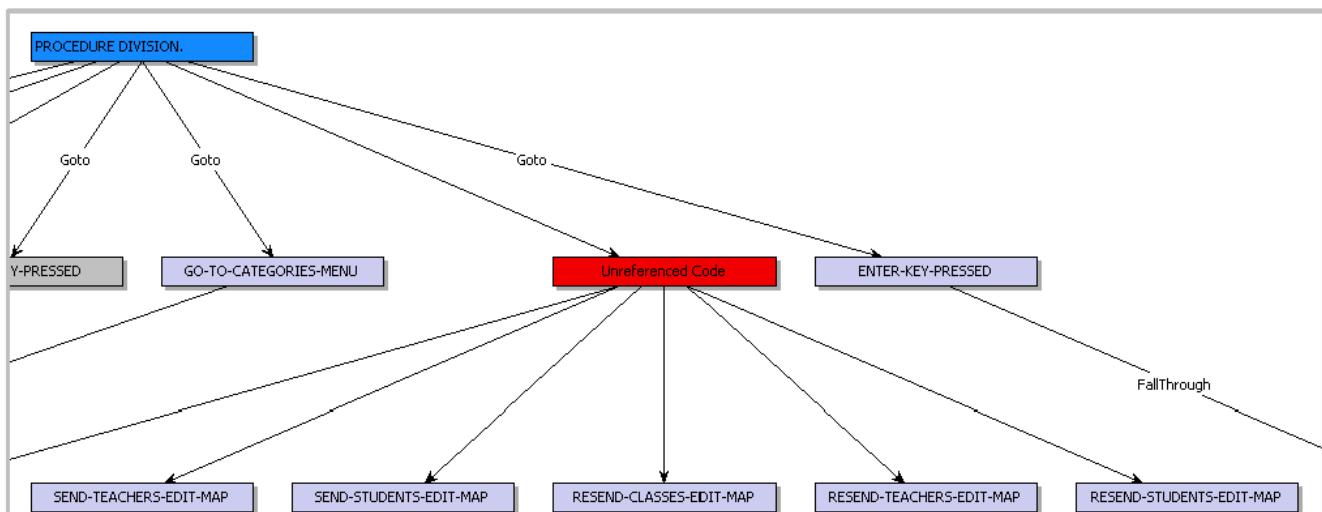 PROCEDURE DIVISION.
Goto
Goto
Goto
Y-PRESSED
GO-TO-CATEGORIES-MENU
Unreferenced Code
ENTER-KEY-PRESSED
FallThrough
SEND-TEACHERS-EDIT-MAP
SEND-STUDENTS-EDIT-MAP
RESEND-CLASSES-EDIT-MAP
RESEND-TEACHERS-EDIT-MAP
RESEND-STUDENTS-EDIT-MAP